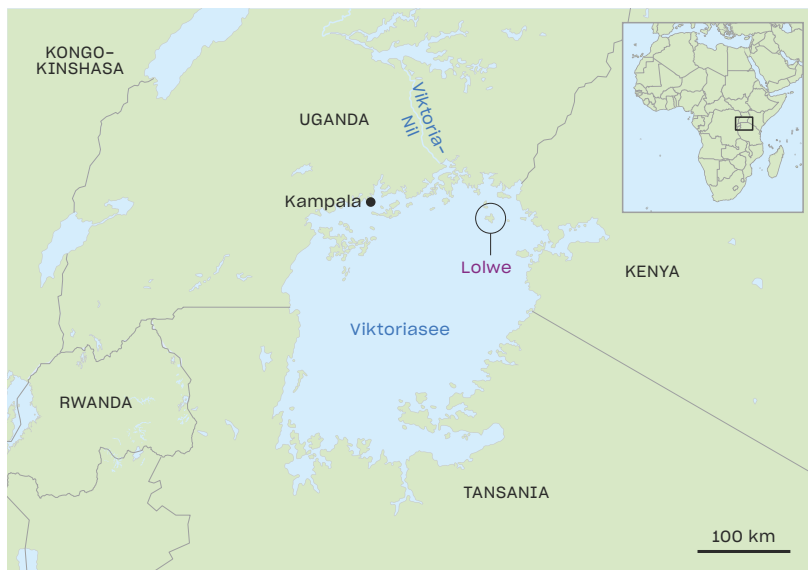 KONGO–
KINSHASA
UGANDA
Viktoria–
Nil
Kampala
Lolwe
KENYA
Viktoriasee
RWANDA
TANSANIA
100 km